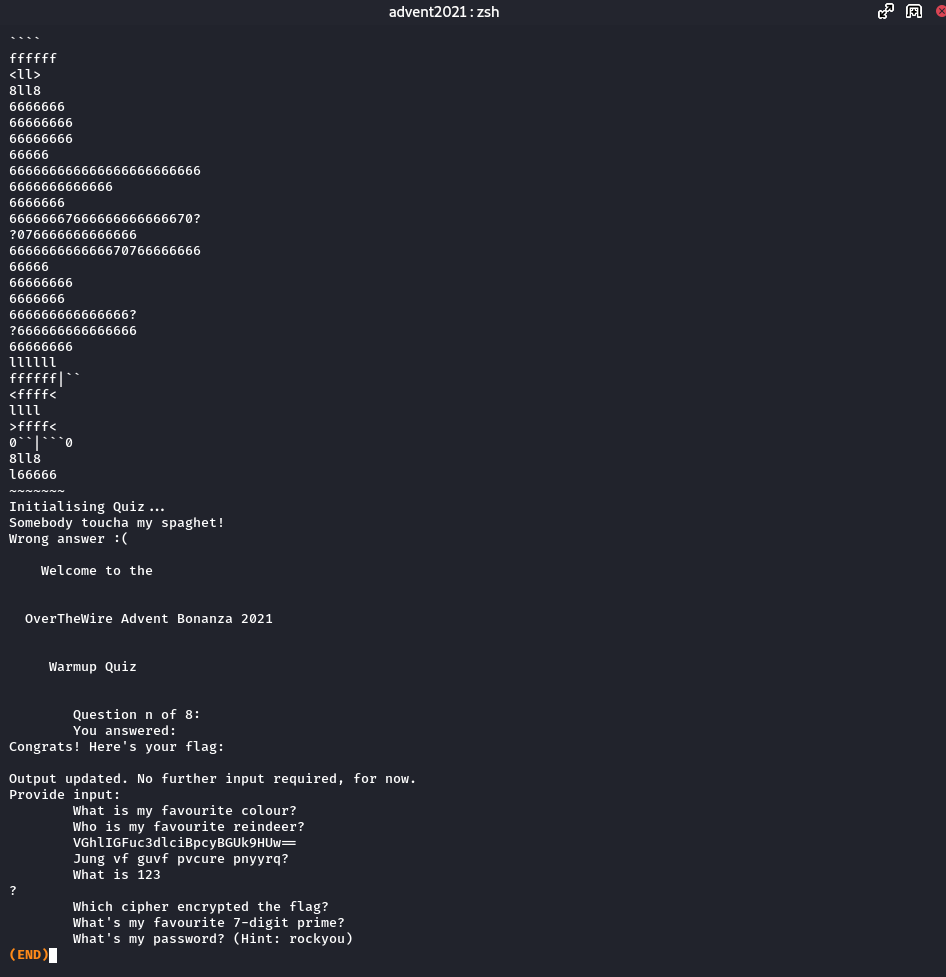 advent2021 : zsh
````
ffffff
<ll>
8ll8
6666666
66666666
66666666
66666
666666666666666666666666
6666666666666
6666666
66666667666666666666670?
?076666666666666
666666666666670766666666
66666
66666666
6666666
666666666666666?
?666666666666666
66666666
llllll
ffffff|``
<ffff<
llll
>ffff<
0``|```0
8ll8
l66666
~~~~~~~
Initialising Quiz...
Somebody toucha my spaghet!
Wrong answer :(
Welcome to the
OverTheWire Advent Bonanza 2021
Warmup Quiz
Question n of 8:
You answered:
Congrats! Here's your flag:
Output updated. No further input required, for now.
Provide input:
What is my favourite colour?
Who is my favourite reindeer?
VGhlIGFuc3dlciBpcyBGUk9HUw==
Jung vf guvf pvcure pnyyrq?
What is 123
?
Which cipher encrypted the flag?
What's my favourite 7-digit prime?
What's my password? (Hint: rockyou)
(END)